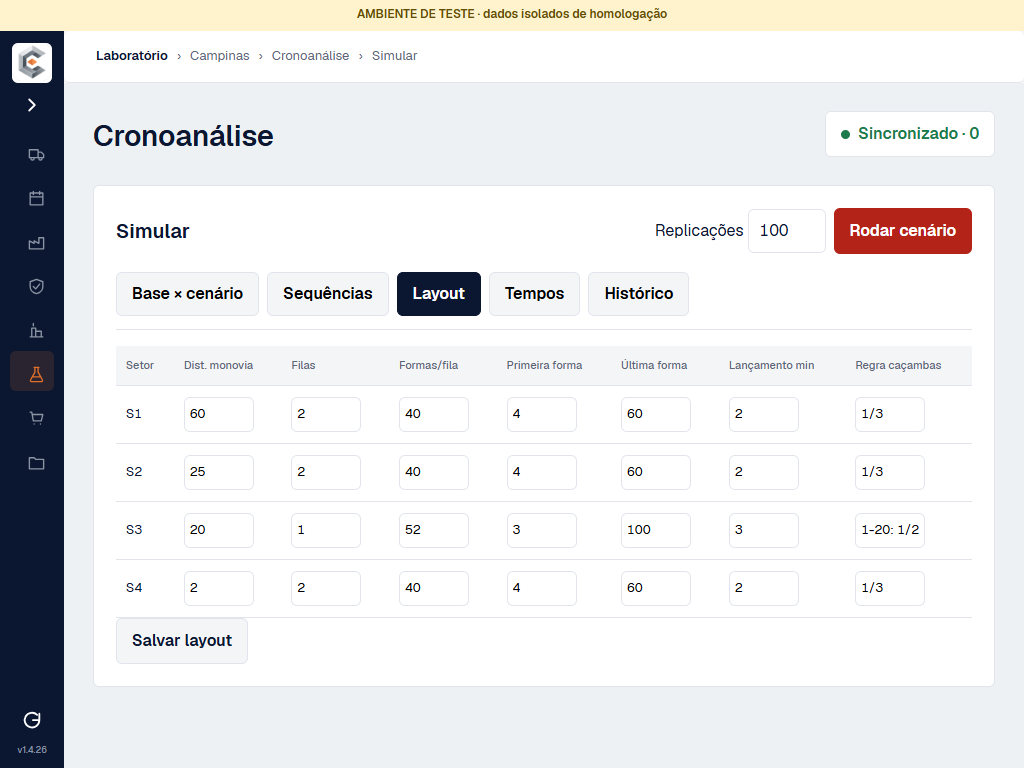 AMBIENTE DE TESTE · dados isolados de homologação
Laboratório › Campinas › Cronoanálise › Simular
Cronoanálise
Sincronizado · 0
Simular
Replicações 100 Rodar cenário
Base × cenário Sequências Layout Tempos Histórico
Setor Dist. monovia Filas Formas/fila Primeira forma Última forma Lançamento min Regra caçambas
S1 60 2 40 4 60 2 1/3
S2 25 2 40 4 60 2 1/3
S3 20 1 52 3 100 3 1-20: 1/2
S4 2 2 40 4 60 2 1/3
Salvar layout
v1.4.26